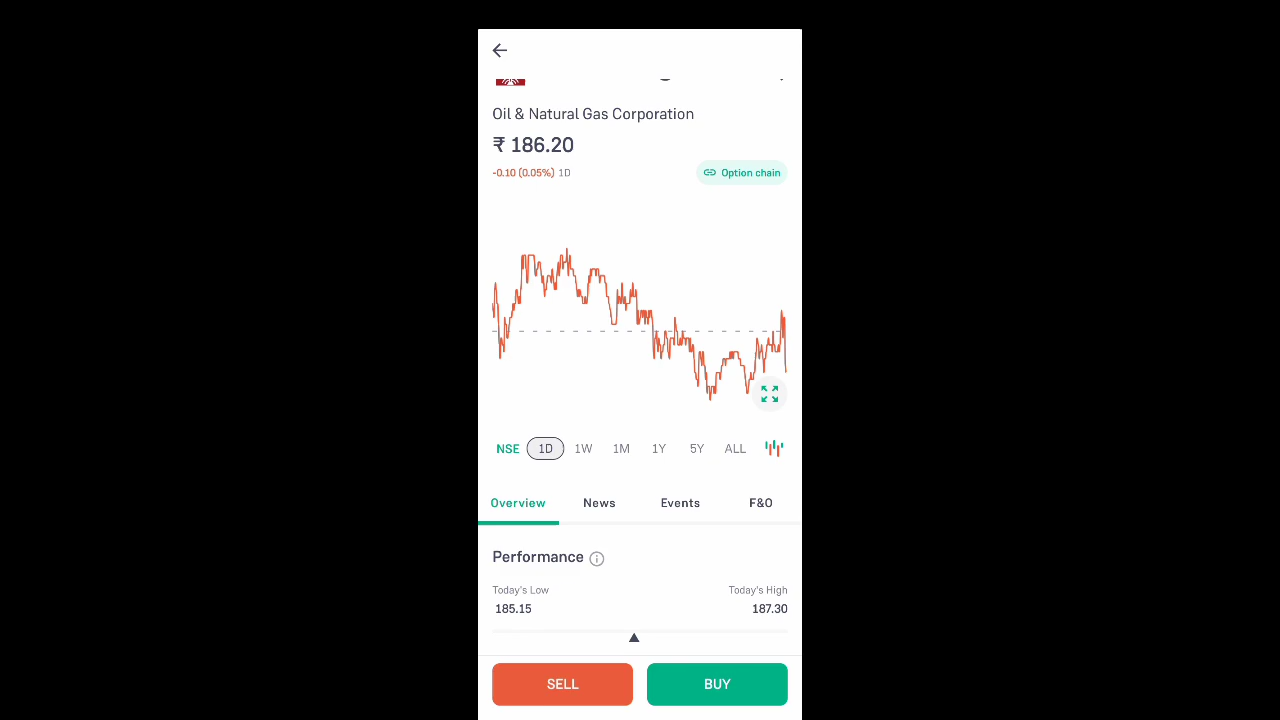 Oil & Natural Gas Corporation
₹ 186.20
-0.10 (0.05%) 1D
Option chain
NSE 1D 1W 1M 1Y 5Y ALL
Overview News Events F&O
Performance
Today's Low Today's High
185.15 187.30
SELL BUY